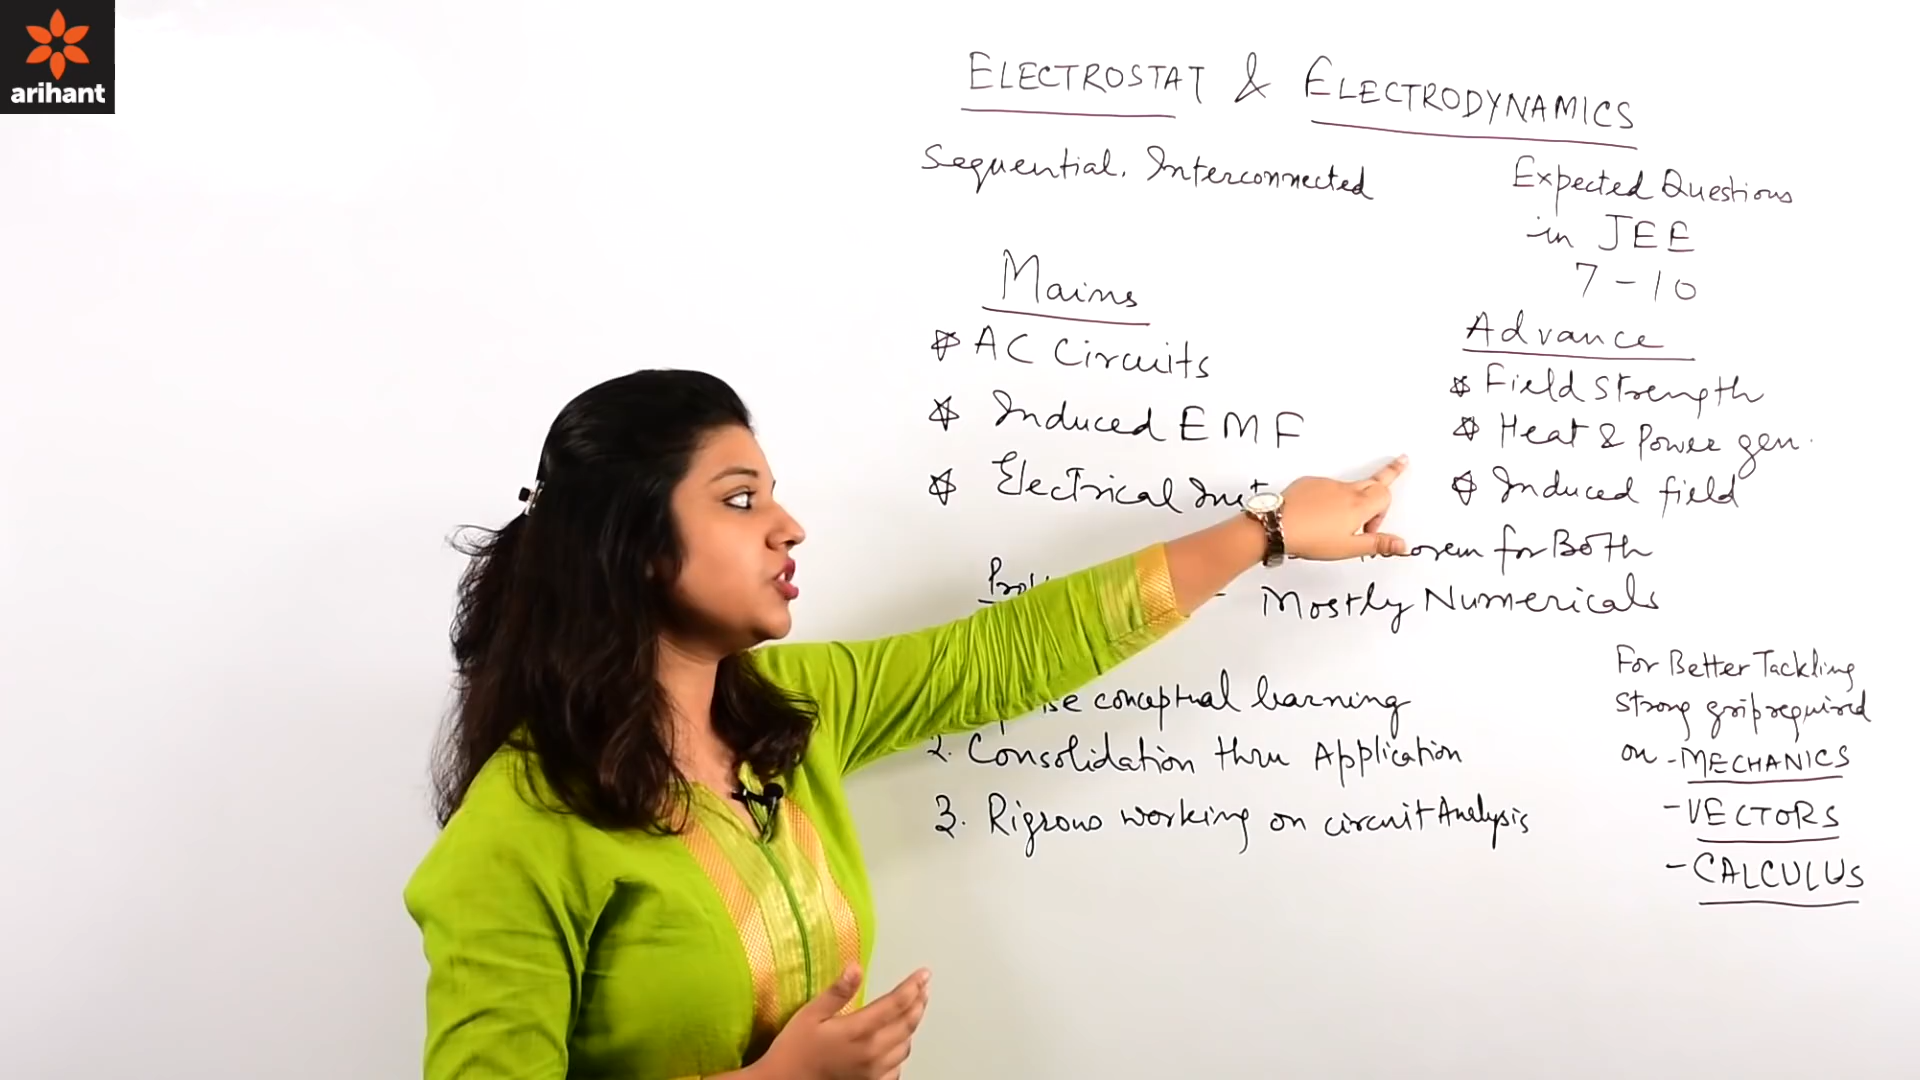 arihant
ELECTROSTAT & ELECTRODYNAMICS
Sequential. Interconnected
Expected Questions
in JEE
7-10
Mains
AC Circuits
Induced EMF
Electrical
Advance
Field Strength
Heat & Power gen.
Induced field
for Both
- Mostly Numericals
conceptual learning
2. Consolidation thru Application
3. Rigrous working on circuit Analysis
For Better Tackling
Strong grip required
on - MECHANICS
- VECTORS
- CALCULUS